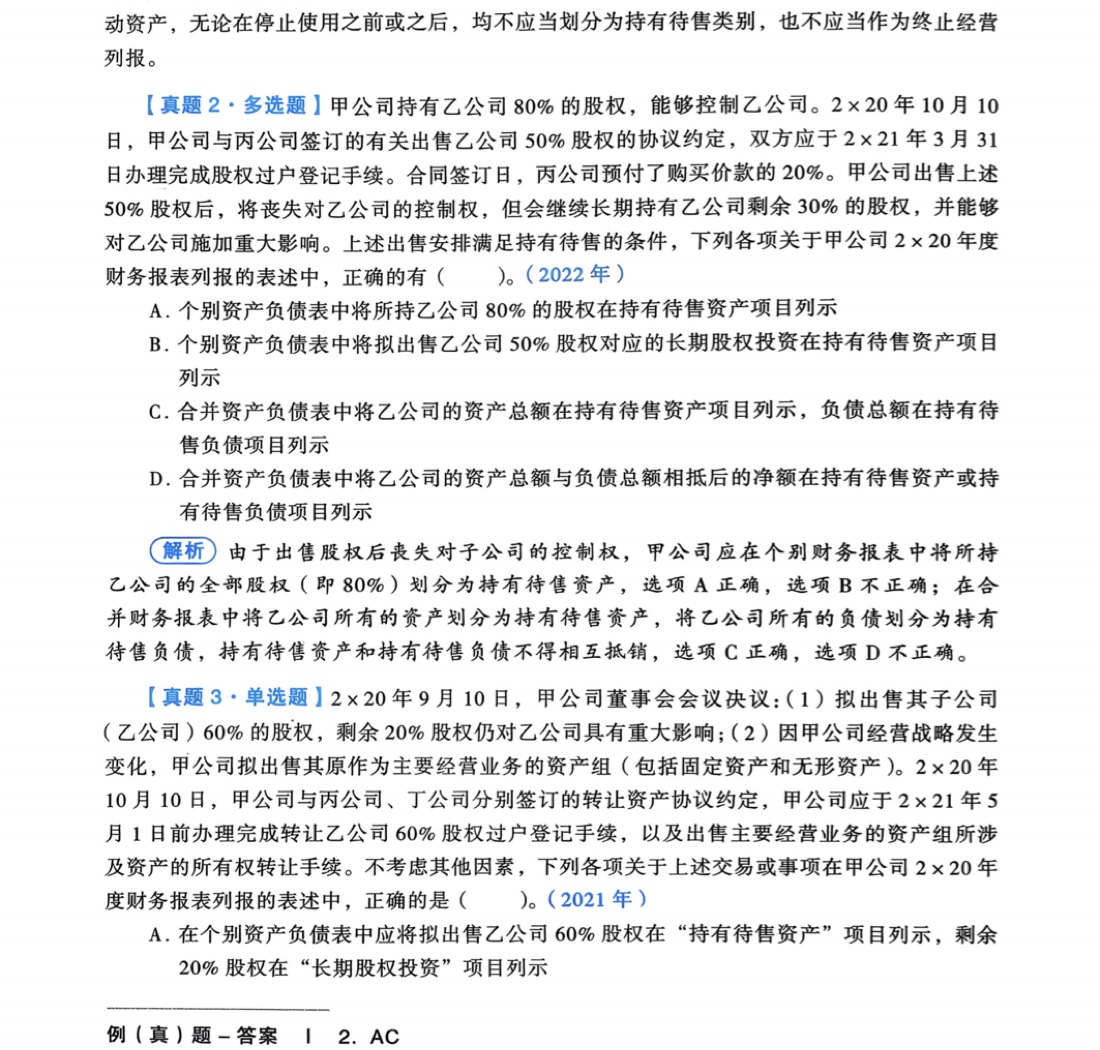 动资产，无论在停止使用之前或之后，均不应当划分为持有待售类别，也不应当作为终止经营
列报。
【真题2·多选题】甲公司持有乙公司80%的股权，能够控制乙公司。2×20年10月10
日，甲公司与丙公司签订的有关出售乙公司50%股权的协议约定，双方应于2×21年3月31
日办理完成股权过户登记手续。合同签订日，丙公司预付了购买价款的20%。甲公司出售上述
50%股权后，将丧失对乙公司的控制权，但会继续长期持有乙公司剩余30%的股权，并能够
对乙公司施加重大影响。上述出售安排满足持有待售的条件，下列各项关于甲公司2×20年度
财务报表列报的表述中，正确的有（　　）。（2022年）
A. 个别资产负债表中将所持乙公司80%的股权在持有待售资产项目列示
B. 个别资产负债表中将拟出售乙公司50%股权对应的长期股权投资在持有待售资产项目
列示
C. 合并资产负债表中将乙公司的资产总额在持有待售资产项目列示，负债总额在持有待
售负债项目列示
D. 合并资产负债表中将乙公司的资产总额与负债总额相抵后的净额在持有待售资产或持
有待售负债项目列示
解析 由于出售股权后丧失对子公司的控制权，甲公司应在个别财务报表中将所持
乙公司的全部股权（即80%）划分为持有待售资产，选项A正确，选项B不正确；在合
并财务报表中将乙公司所有的资产划分为持有待售资产，将乙公司所有的负债划分为持有
待售负债，持有待售资产和持有待售负债不得相互抵销，选项C正确，选项D不正确。
【真题3·单选题】2×20年9月10日，甲公司董事会会议决议：（1）拟出售其子公司
（乙公司）60%的股权，剩余20%股权仍对乙公司具有重大影响；（2）因甲公司经营战略发生
变化，甲公司拟出售其原作为主要经营业务的资产组（包括固定资产和无形资产）。2×20年
10月10日，甲公司与丙公司、丁公司分别签订的转让资产协议约定，甲公司应于2×21年5
月1日前办理完成转让乙公司60%股权过户登记手续，以及出售主要经营业务的资产组所涉
及资产的所有权转让手续。不考虑其他因素，下列各项关于上述交易或事项在甲公司2×20年
度财务报表列报的表述中，正确的是（　　）。（2021年）
A. 在个别资产负债表中应将拟出售乙公司60%股权在“持有待售资产”项目列示，剩余
20%股权在“长期股权投资”项目列示
例（真）题－答案 | 2. AC